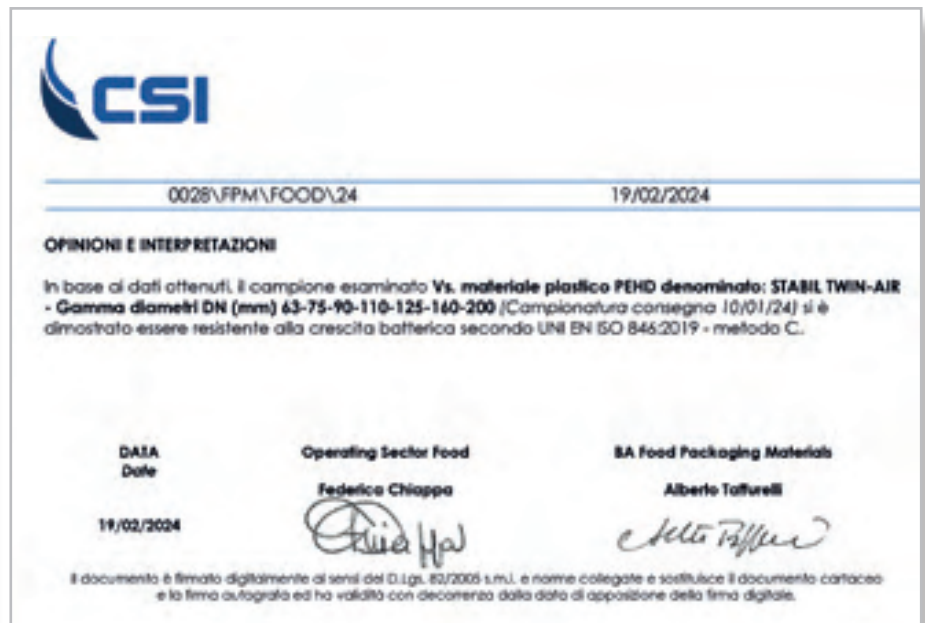 CSI
0028\FPM\FOOD\24 19/02/2024
OPINIONI E INTERPRETAZIONI
In base ai dati ottenuti, il campione esaminato Vs. materiale plastico PEHD denominato: STABIL TWIN-AIR
- Gamma diametri DN (mm) 63-75-90-110-125-160-200 (Campionatura consegna 10/01/24) si è
dimostrato essere resistente alla crescita batterica secondo UNI EN ISO 846:2019 - metodo C.
DATA Operating Sector Food BA Food Packaging Materials
Date
Federica Chiappa Alberto Taffurelli
19/02/2024
Il documento è firmato digitalmente ai sensi del D.Lgs. 82/2005 s.m.i. e norme collegate e sostituisce il documento cartaceo
e la firma autografa ed ha validità con decorrenza dalla data di apposizione della firma digitale.